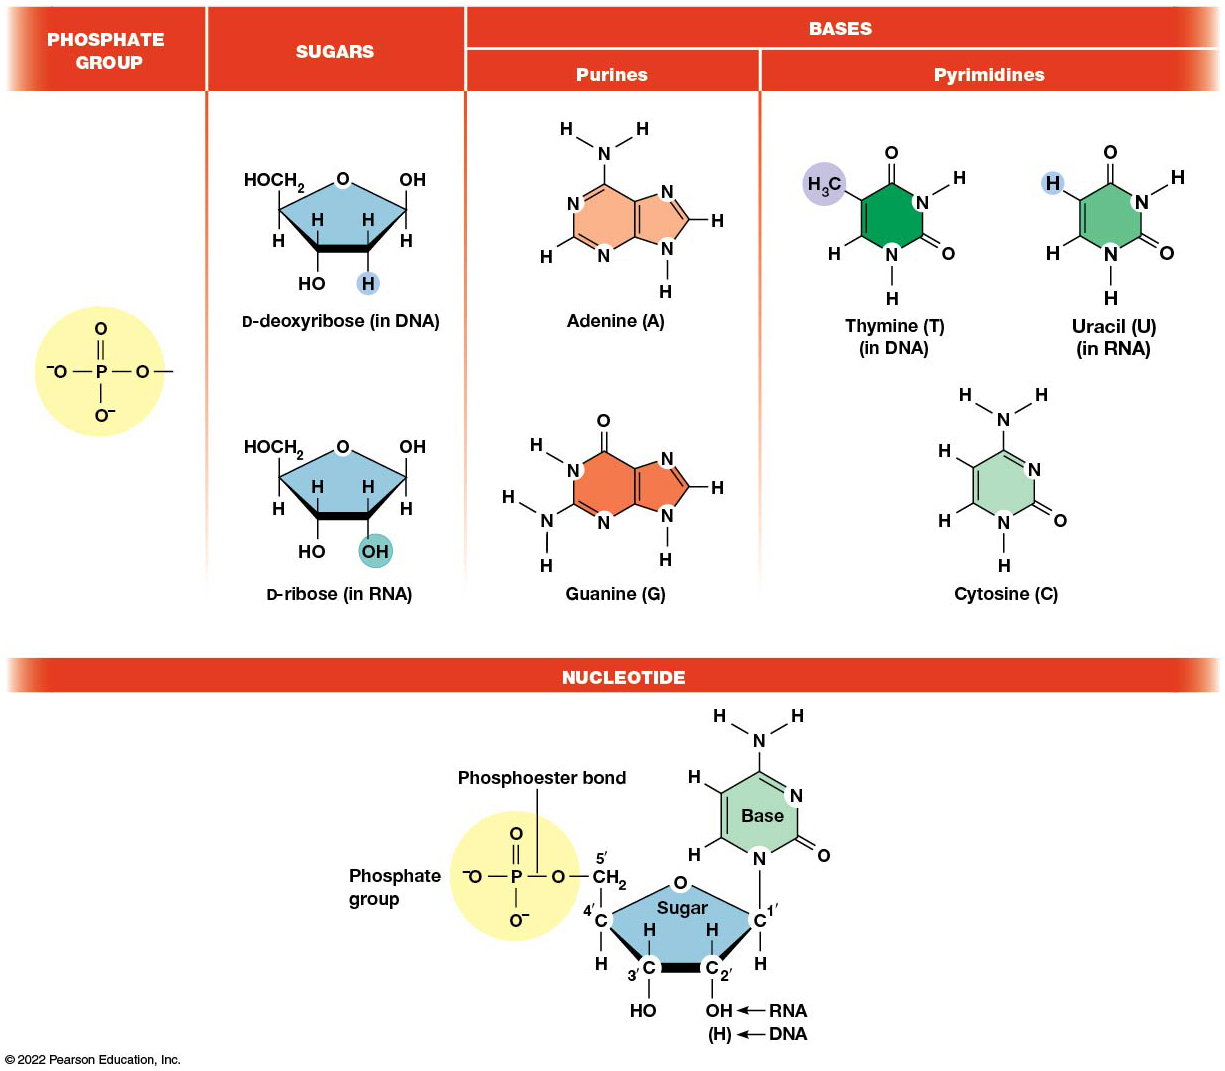 PHOSPHATE
GROUP
SUGARS
BASES
Purines
Pyrimidines
O
⁻O — P — O —
O⁻
HOCH₂ O OH
H H H H
HO H
D-deoxyribose (in DNA)
HOCH₂ O OH
H H H H
HO OH
D-ribose (in RNA)
H H
N
N N
H
H N N
H
Adenine (A)
O
H N N
H H
N N N
H H
Guanine (G)
O
H₃C H
N
H N O
H
Thymine (T)
(in DNA)
O
H H
N
H N O
H
Uracil (U)
(in RNA)
H H
N
H N
H N O
H
Cytosine (C)
NUCLEOTIDE
H H
N
Phosphoester bond
H N
Base
O H N O
Phosphate
group
⁻O — P — O — CH₂
5′
O⁻
O
Sugar
4′ C C 1′
H H H H
3′ C C 2′
HO OH ← RNA
(H) ← DNA
© 2022 Pearson Education, Inc.